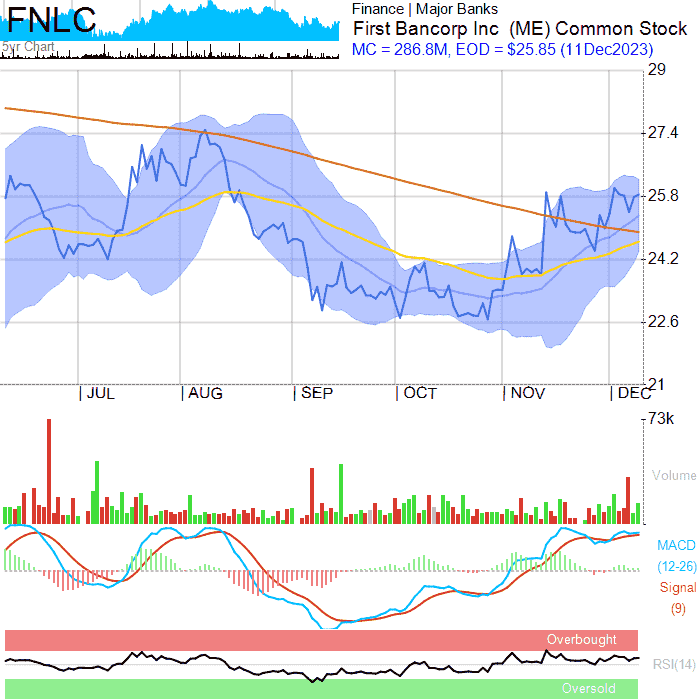 FNLC
5yr Chart
Finance | Major Banks
First Bancorp Inc (ME) Common Stock
MC = 286.8M, EOD = $25.85 (11Dec2023)
29
27.4
25.8
24.2
22.6
21
| JUL | AUG | SEP | OCT | NOV | DEC
73k
Volume
MACD
(12-26)
Signal
(9)
Overbought
RSI(14)
Oversold